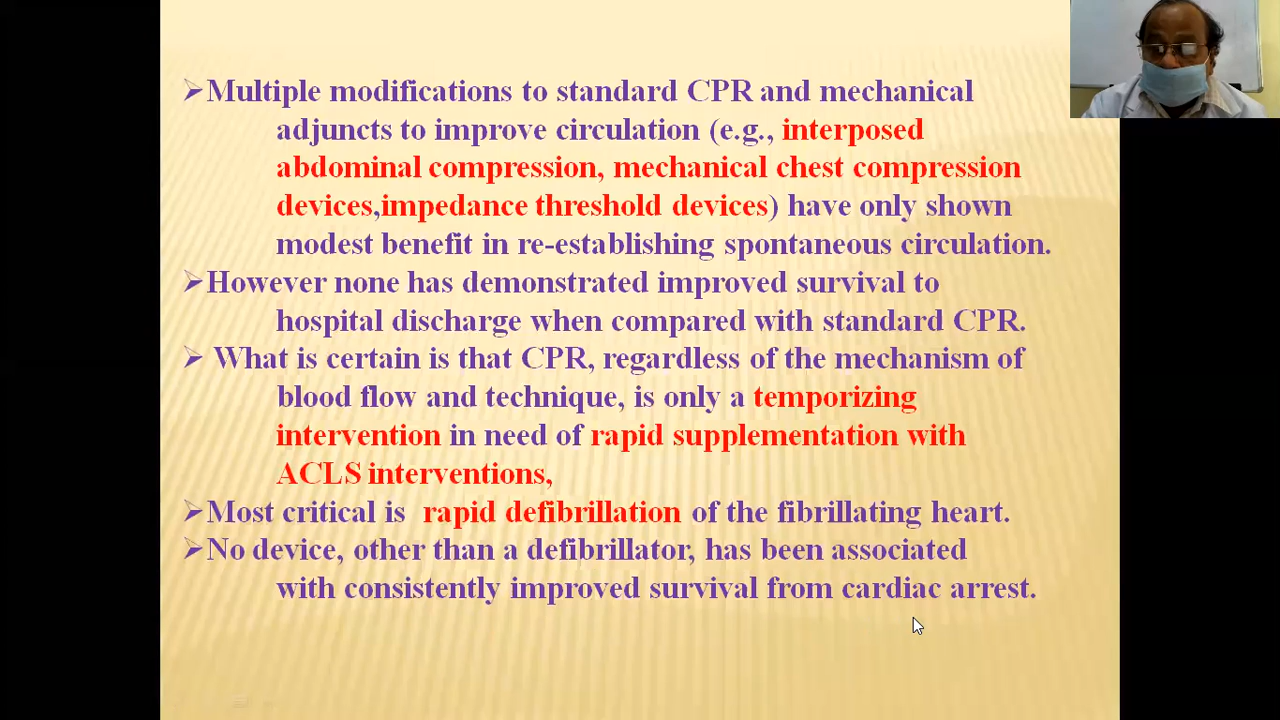 ➢Multiple modifications to standard CPR and mechanical
adjuncts to improve circulation (e.g., interposed
abdominal compression, mechanical chest compression
devices,impedance threshold devices) have only shown
modest benefit in re-establishing spontaneous circulation.
➢However none has demonstrated improved survival to
hospital discharge when compared with standard CPR.
➢ What is certain is that CPR, regardless of the mechanism of
blood flow and technique, is only a temporizing
intervention in need of rapid supplementation with
ACLS interventions,
➢Most critical is rapid defibrillation of the fibrillating heart.
➢No device, other than a defibrillator, has been associated
with consistently improved survival from cardiac arrest.